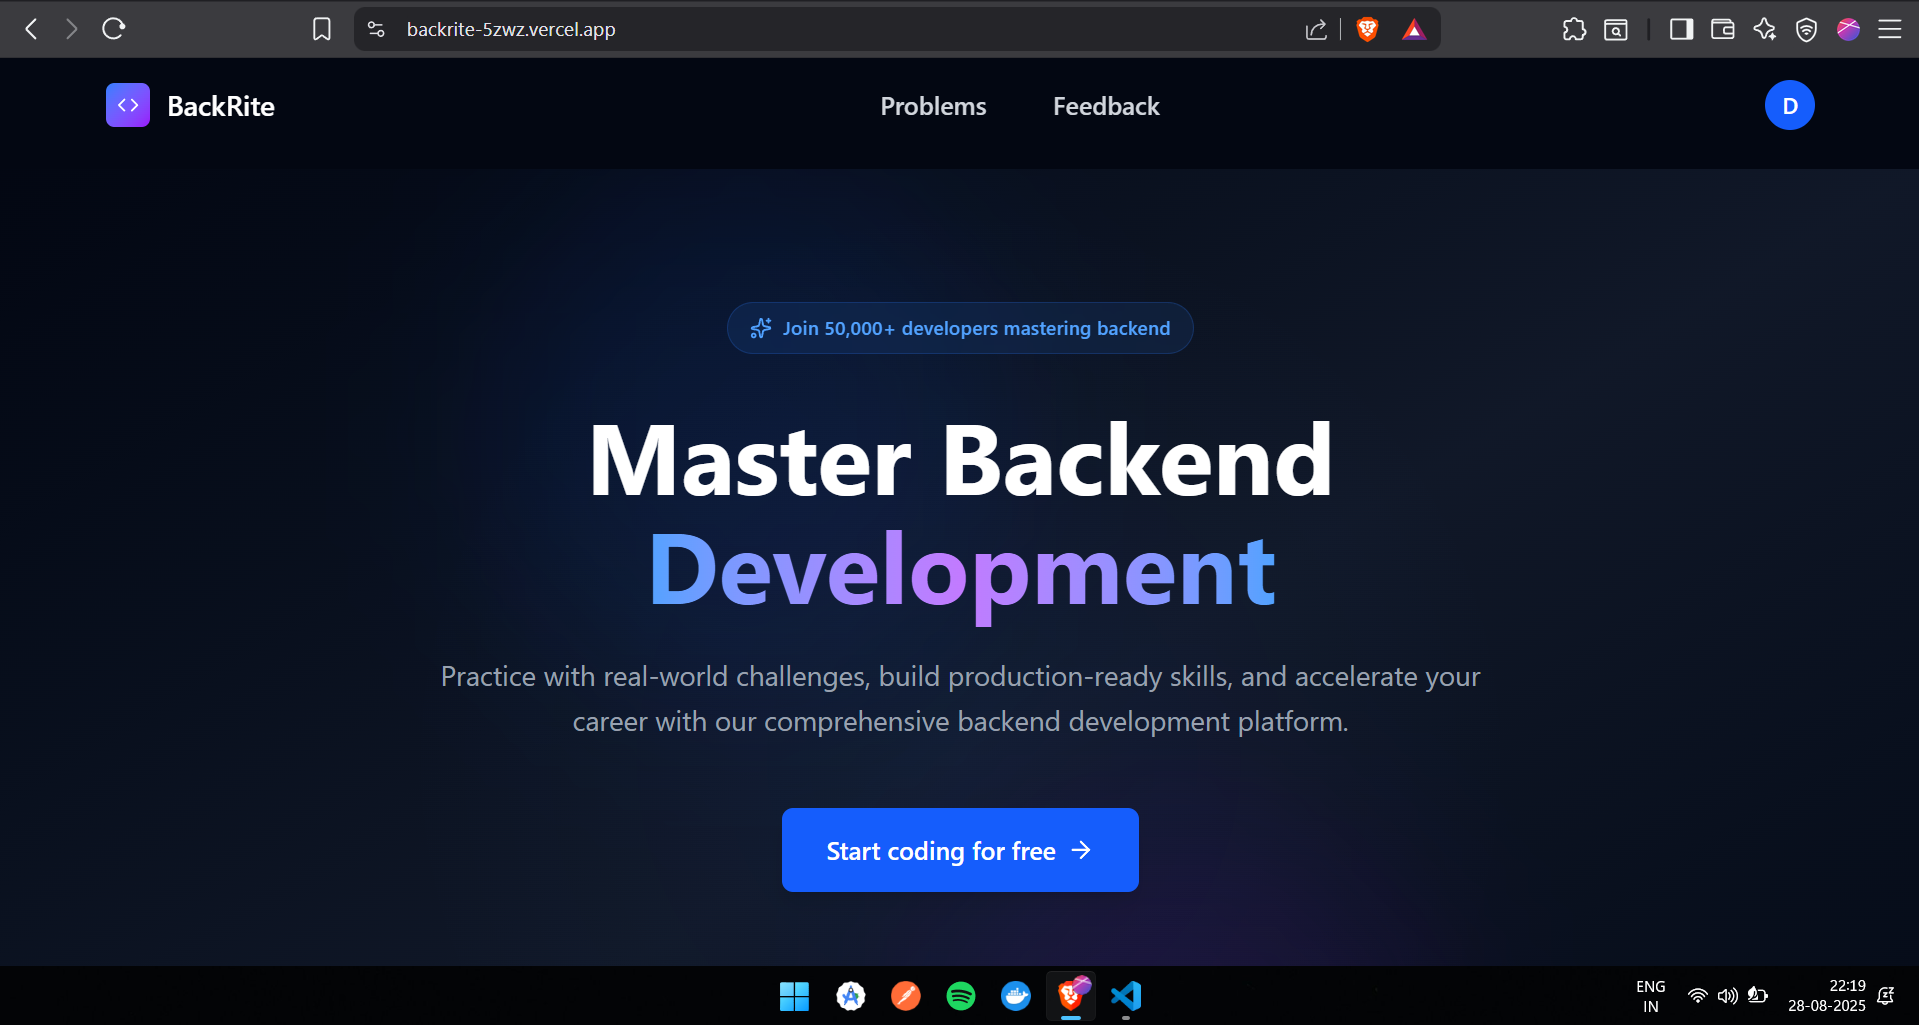 backrite-5zwz.vercel.app
BackRite
Problems
Feedback
D
Join 50,000+ developers mastering backend
Master Backend
Development
Practice with real-world challenges, build production-ready skills, and accelerate your
career with our comprehensive backend development platform.
Start coding for free
ENG
IN
22:19
28-08-2025